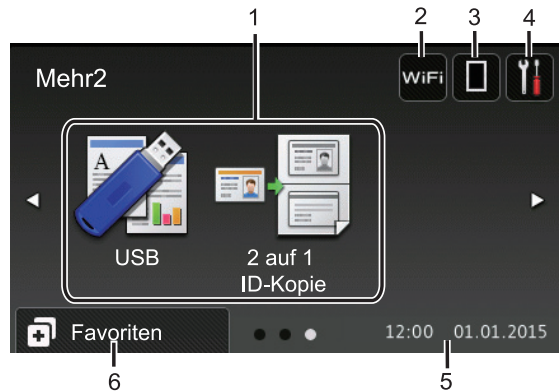 1
2 3 4
Mehr2
WiFi
A
USB
2 auf 1
ID-Kopie
Favoriten
12:00 01.01.2015
6
5